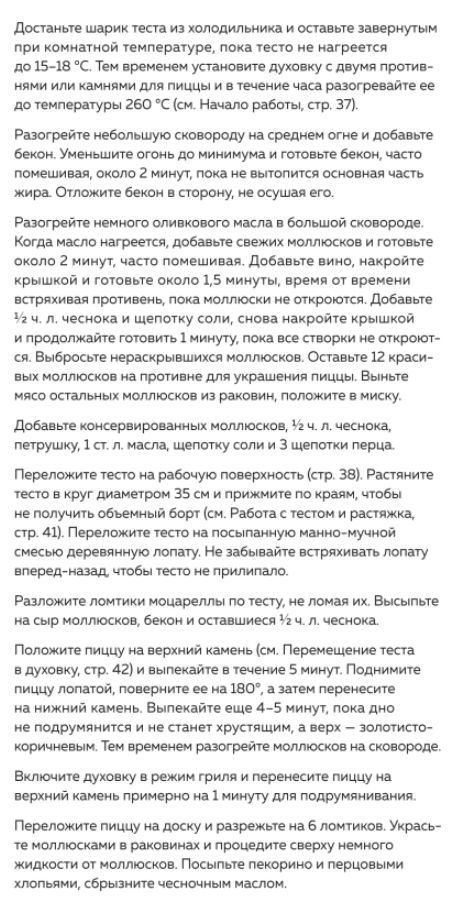 Достаньте шарик теста из холодильника и оставьте завернутым
при комнатной температуре, пока тесто не нагреется
до 15–18 °С. Тем временем установите духовку с двумя против-
нями или камнями для пиццы и в течение часа разогревайте ее
до температуры 260 °С (см. Начало работы, стр. 37).
Разогрейте небольшую сковороду на среднем огне и добавьте
бекон. Уменьшите огонь до минимума и готовьте бекон, часто
помешивая, около 2 минут, пока не вытопится основная часть
жира. Отложите бекон в сторону, не осушая его.
Разогрейте немного оливкового масла в большой сковороде.
Когда масло нагреется, добавьте свежих моллюсков и готовьте
около 2 минут, часто помешивая. Добавьте вино, накройте
крышкой и готовьте около 1,5 минуты, время от времени
встряхивая противень, пока моллюски не откроются. Добавьте
½ ч. л. чеснока и щепотку соли, снова накройте крышкой
и продолжайте готовить 1 минуту, пока все створки не откроют-
ся. Выбросьте нераскрывшихся моллюсков. Оставьте 12 краси-
вых моллюсков на противне для украшения пиццы. Выньте
мясо остальных моллюсков из раковин, положите в миску.
Добавьте консервированных моллюсков, ½ ч. л. чеснока,
петрушку, 1 ст. л. масла, щепотку соли и 3 щепотки перца.
Переложите тесто на рабочую поверхность (стр. 38). Растяните
тесто в круг диаметром 35 см и прижмите по краям, чтобы
не получить объемный борт (см. Работа с тестом и растяжка,
стр. 41). Переложите тесто на посыпанную манно-мучной
смесью деревянную лопату. Не забывайте встряхивать лопату
вперед-назад, чтобы тесто не прилипало.
Разложите ломтики моцареллы по тесту, не ломая их. Высыпьте
на сыр моллюсков, бекон и оставшиеся ½ ч. л. чеснока.
Положите пиццу на верхний камень (см. Перемещение теста
в духовку, стр. 42) и выпекайте в течение 5 минут. Поднимите
пиццу лопатой, поверните ее на 180°, а затем перенесите
на нижний камень. Выпекайте еще 4–5 минут, пока дно
не подрумянится и не станет хрустящим, а верх — золотисто-
коричневым. Тем временем разогрейте моллюсков на сковороде.
Включите духовку в режим гриля и перенесите пиццу на
верхний камень примерно на 1 минуту для подрумянивания.
Переложите пиццу на доску и разрежьте на 6 ломтиков. Укрась-
те моллюсками в раковинах и процедите сверху немного
жидкости от моллюсков. Посыпьте пекорино и перцовыми
хлопьями, сбрызните чесночным маслом.